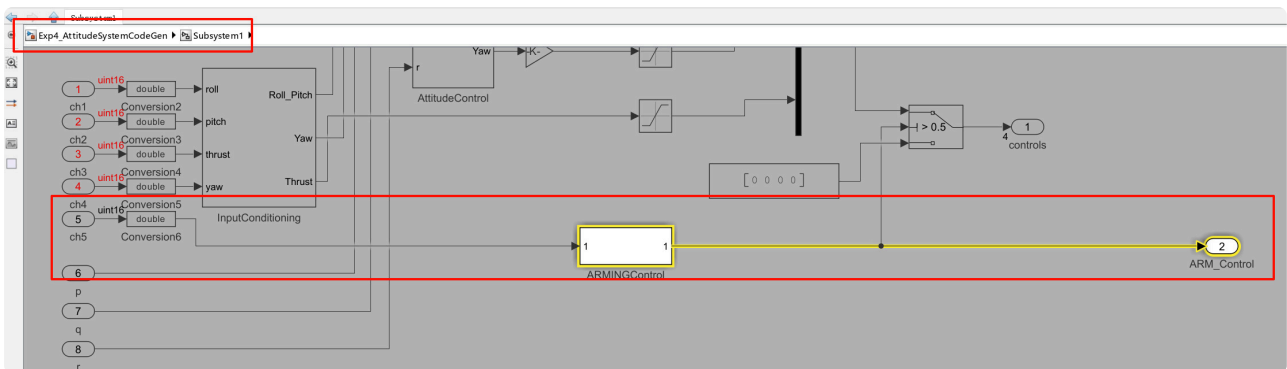 Subsystem1
Exp4_AttitudeSystemCodeGen Subsystem1
Yaw
K-
r
AttitudeControl
1
uint16
double
roll
Roll_Pitch
ch1
Conversion2
2
uint16
double
pitch
ch2
Conversion3
Yaw
3
uint16
double
thrust
ch3
Conversion4
4
uint16
double
yaw
Thrust
ch4
Conversion5
InputConditioning
5
uint16
double
ch5
Conversion6
> 0.5
4
1
controls
[0 0 0 0]
1
1
ARMINGControl
2
ARM_Control
6
p
7
q
8
r